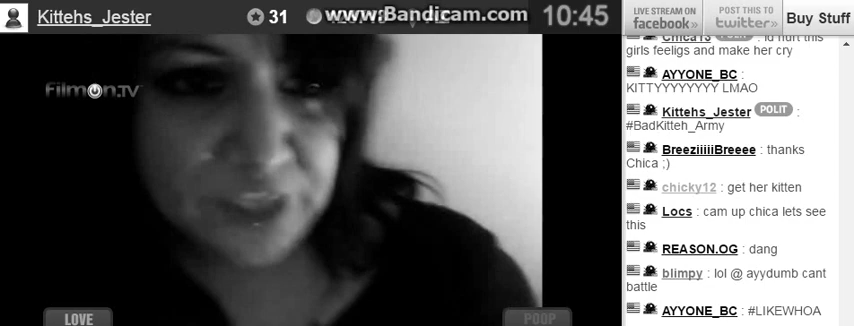 Kittehs_Jester
31
www.Bandicam.com
10:45
LIVE STREAM ON
facebook»
POST THIS TO
twitter»
Buy Stuff
FilmOn.TV
Chica13 POLIT : id hurt this
girls feeligs and make her cry
AYYONE_BC :
KITTYYYYYYYY LMAO
Kittehs_Jester POLIT :
#BadKitteh_Army
BreeziiiiiBreeee : thanks
Chica ;)
chicky12 : get her kitten
Locs : cam up chica lets see
this
REASON.OG : dang
blimpy : lol @ ayydumb cant
battle
AYYONE_BC : #LIKEWHOA
LOVE
POOP